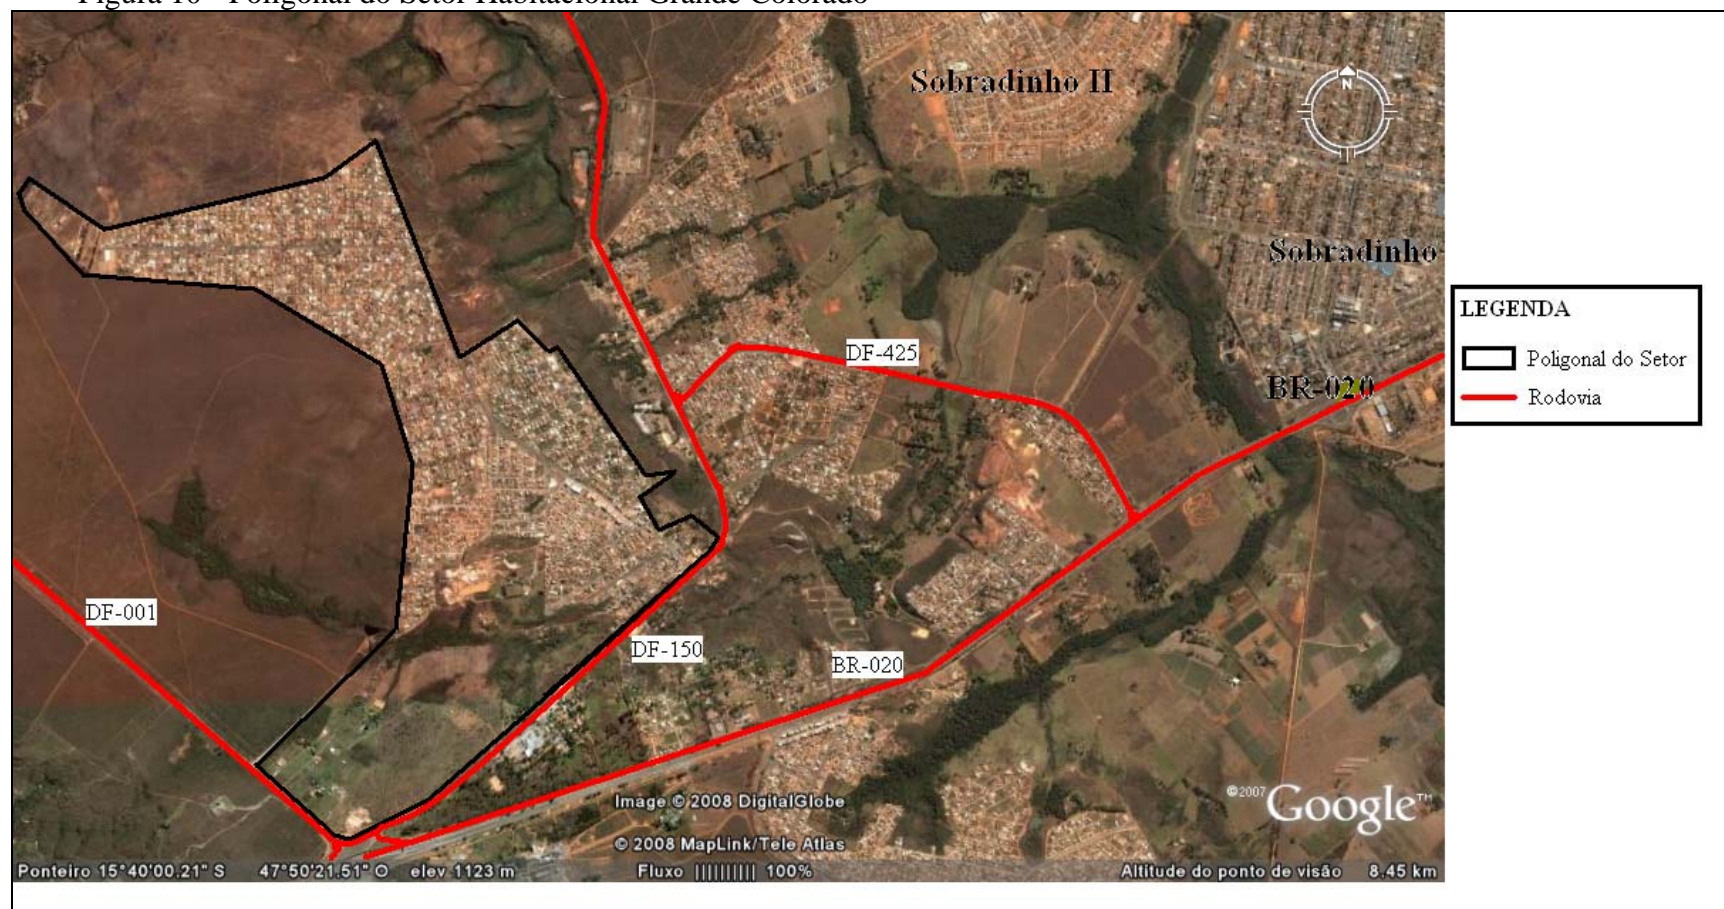 Figura 10 - Poligonal do Setor Habitacional Grande Colorado
Sobradinho II
N
Sobradinho
LEGENDA
Poligonal do Setor
Rodovia
DF-425
BR-020
DF-001
DF-150
BR-020
©2007 Google™
Image © 2008 DigitalGlobe
© 2008 MapLink/Tele Atlas
Ponteiro 15°40'00.21" S 47°50'21.51" O elev 1123 m Fluxo |||||||||| 100% Altitude do ponto de visão 8.45 km